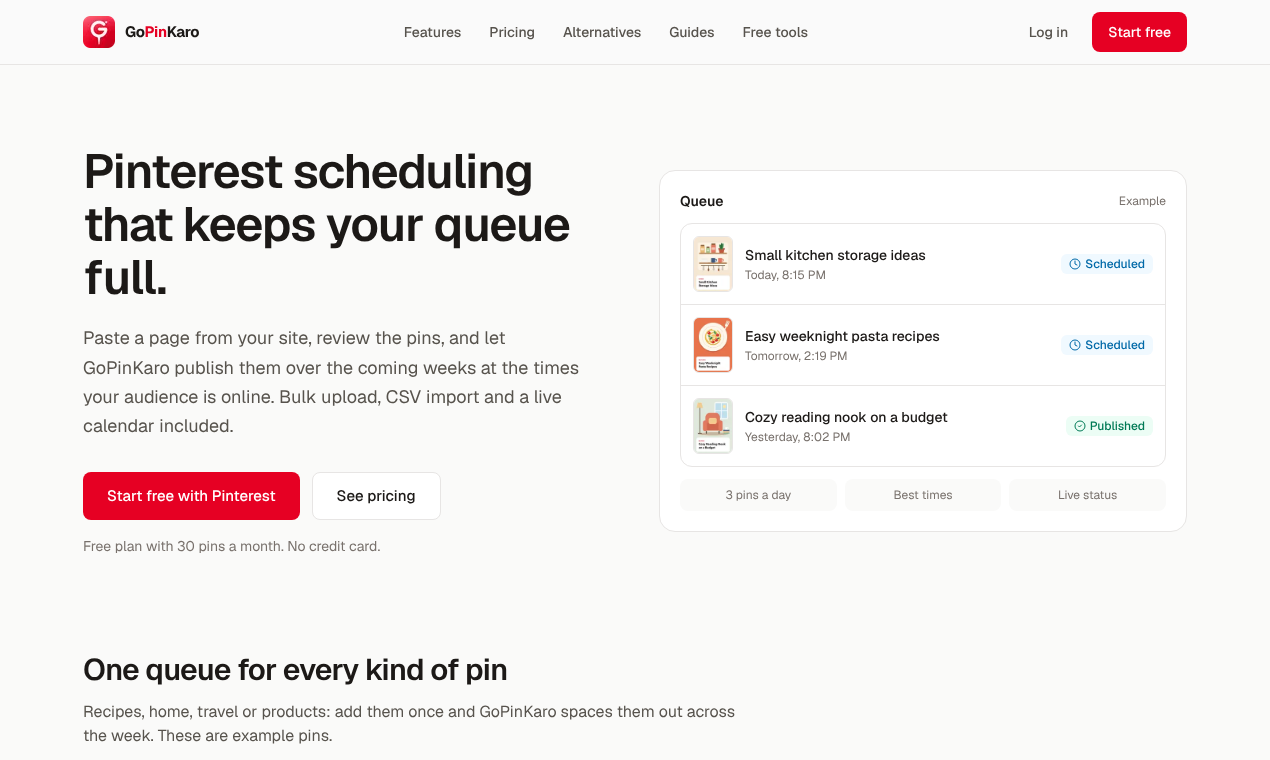 GoPinKaro
Features
Pricing
Alternatives
Guides
Free tools
Log in
Start free
Pinterest scheduling
that keeps your queue
full.
Paste a page from your site, review the pins, and let
GoPinKaro publish them over the coming weeks at the times
your audience is online. Bulk upload, CSV import and a live
calendar included.
Start free with Pinterest
See pricing
Free plan with 30 pins a month. No credit card.
Queue
Example
Small kitchen storage ideas
Today, 8:15 PM
Scheduled
Easy weeknight pasta recipes
Tomorrow, 2:19 PM
Scheduled
Cozy reading nook on a budget
Yesterday, 8:02 PM
Published
3 pins a day
Best times
Live status
One queue for every kind of pin
Recipes, home, travel or products: add them once and GoPinKaro spaces them out across
the week. These are example pins.